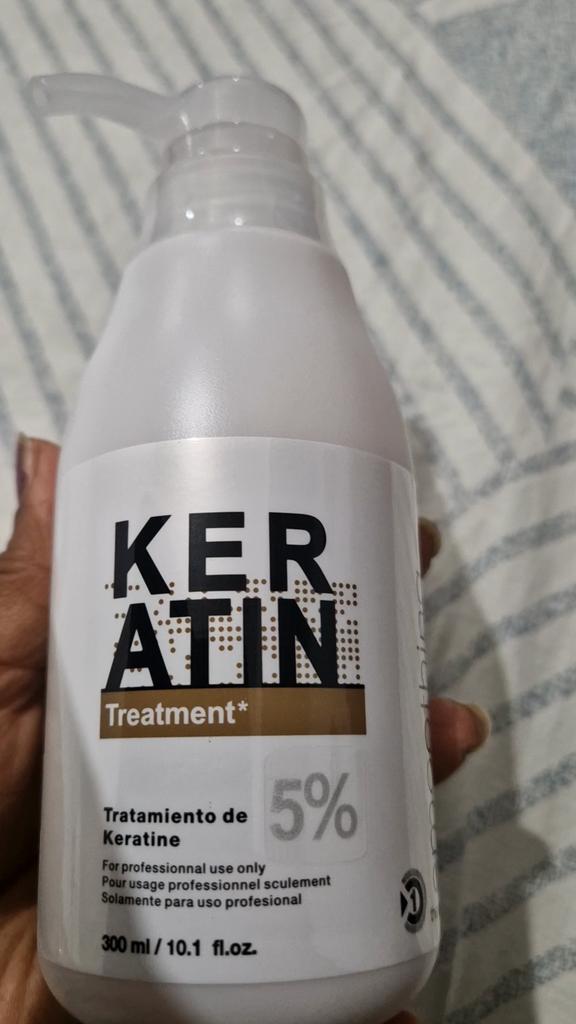 KER
ATIN
Treatment*
5%
Tratamiento de
Keratine
For professionnal use only
Pour usage professionnel sculement
Solamente para uso profesional
1
300 ml / 10.1 fl.oz.